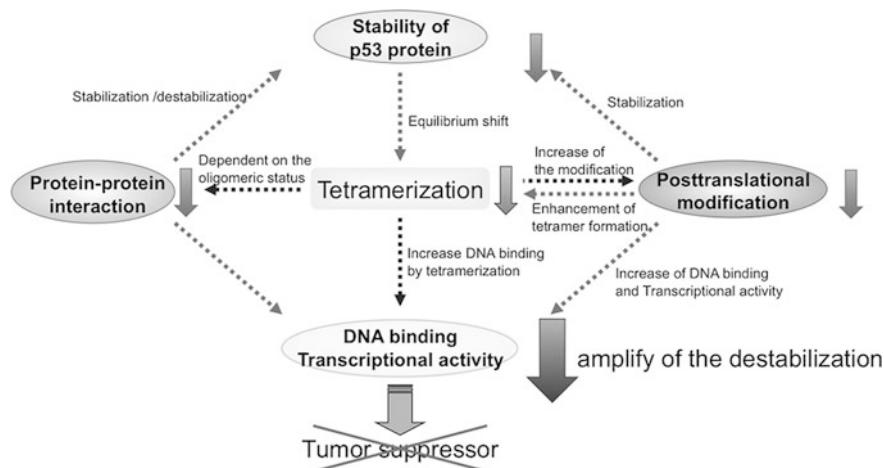 Stability of
p53 protein
Stabilization /destabilization
Equilibrium shift
Stabilization
Protein-protein
interaction
Dependent on the
oligomeric status
Tetramerization
Increase of
the modification
Enhancement of
tetramer formation
Posttranslational
modification
Increase DNA binding
by tetramerization
Increase of DNA binding
and Transcriptional activity
DNA binding
Transcriptional activity
amplify of the destabilization
Tumor suppressor